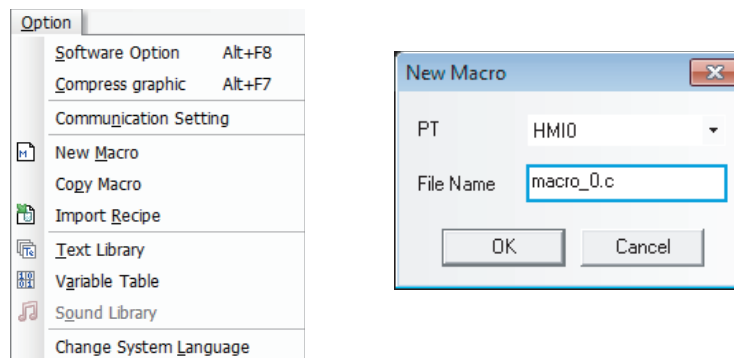 Option
Software Option Alt+F8
Compress graphic Alt+F7
Communication Setting
New Macro
Copy Macro
Import Recipe
Text Library
Variable Table
Sound Library
Change System Language
New Macro
PT HMI0
File Name macro_0.c
OK Cancel